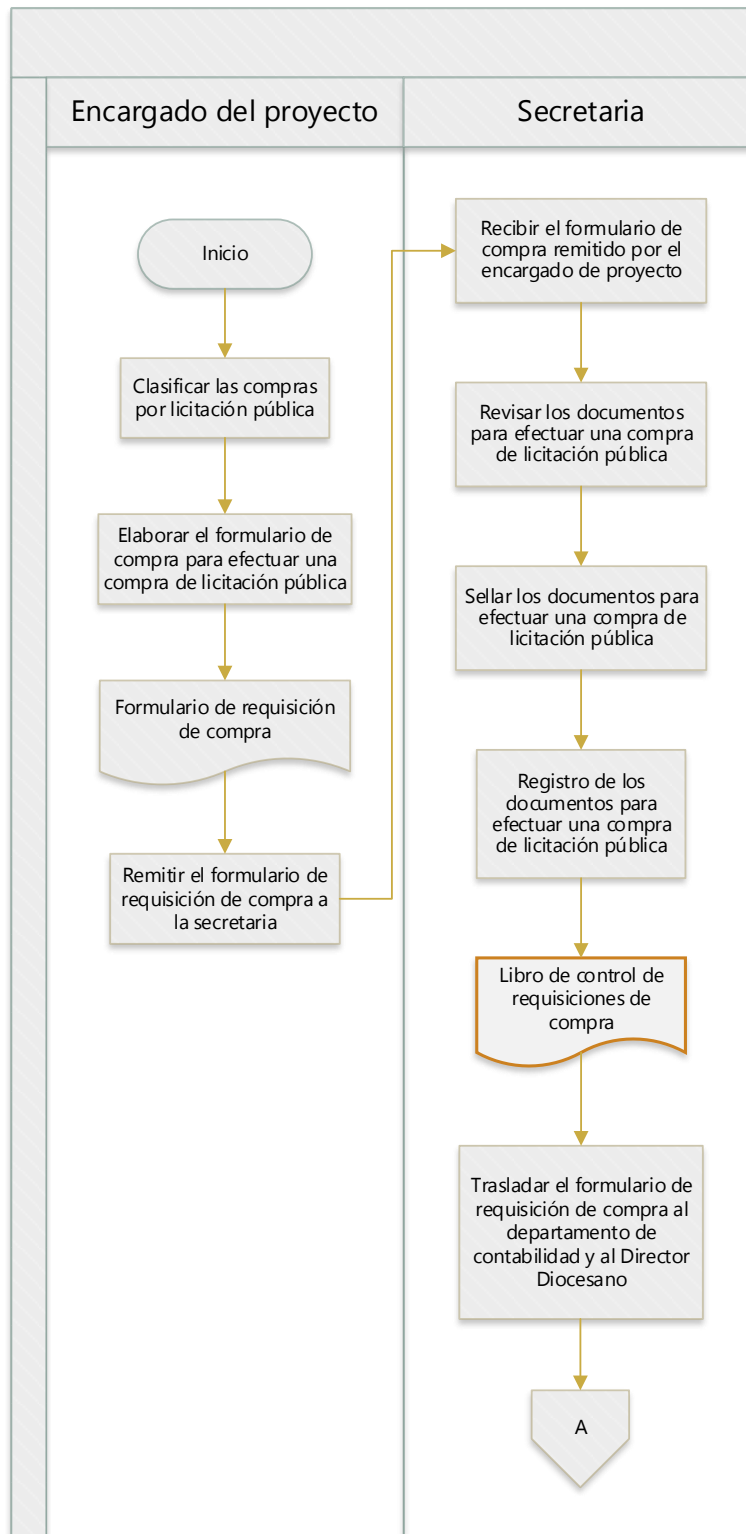 Encargado del proyecto
Secretaria
Inicio
Clasificar las compras
por licitación pública
Elaborar el formulario de
compra para efectuar una
compra de licitación pública
Formulario de requisición
de compra
Remitir el formulario de
requisición de compra a
la secretaria
Recibir el formulario de
compra remitido por el
encargado de proyecto
Revisar los documentos
para efectuar una compra
de licitación pública
Sellar los documentos para
efectuar una compra de
licitación pública
Registro de los
documentos para
efectuar una compra
de licitación pública
Libro de control de
requisiciones de
compra
Trasladar el formulario de
requisición de compra al
departamento de
contabilidad y al Director
Diocesano
A